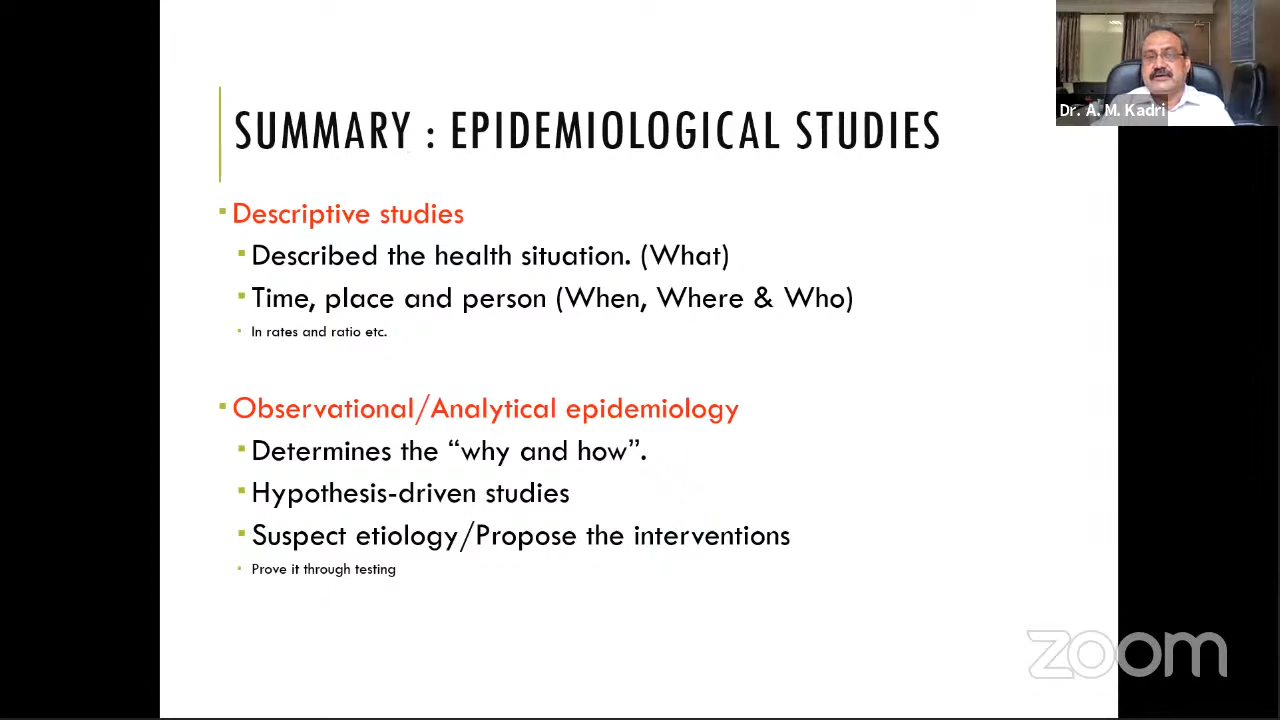 SUMMARY : EPIDEMIOLOGICAL STUDIES
Descriptive studies
Described the health situation. (What)
Time, place and person (When, Where & Who)
In rates and ratio etc.
Observational/Analytical epidemiology
Determines the “why and how”.
Hypothesis-driven studies
Suspect etiology/Propose the interventions
Prove it through testing
Dr. A. M. Kadri
zoom